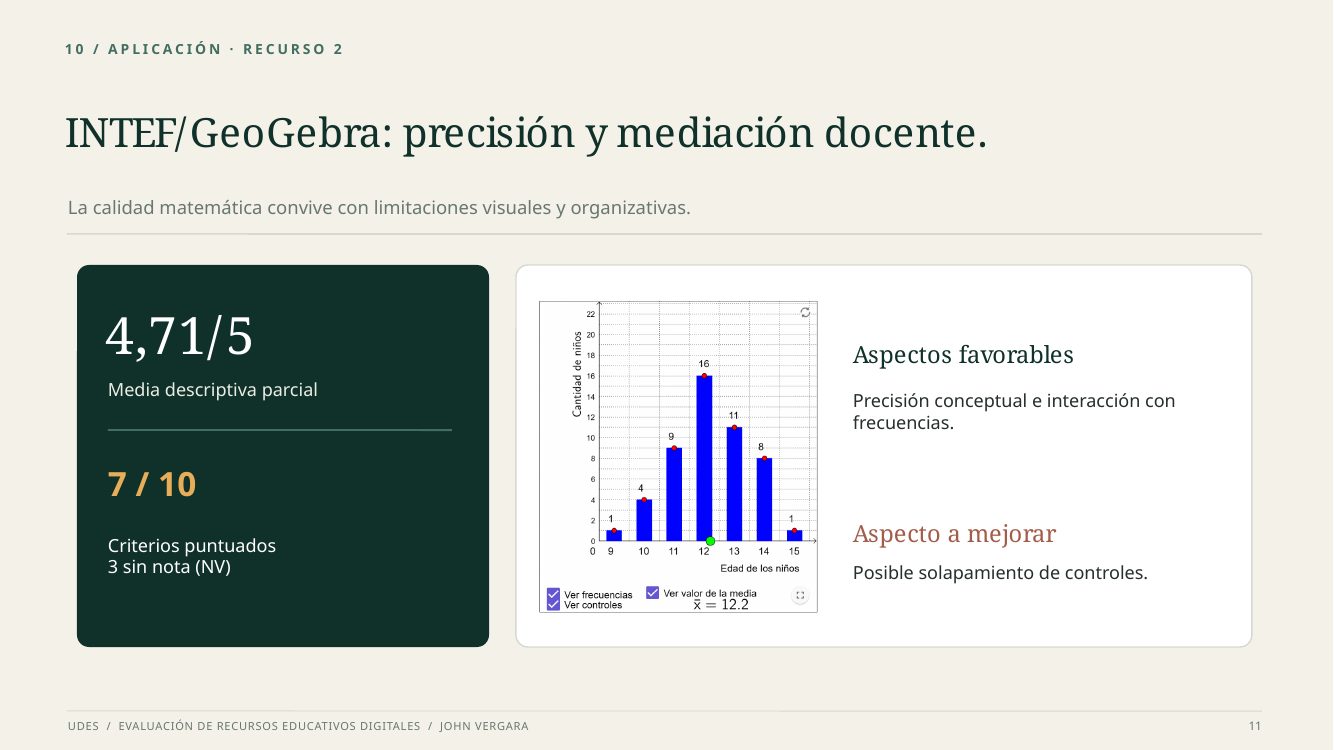 10 / APLICACIÓN · RECURSO 2
INTEF/GeoGebra: precisión y mediación docente.
La calidad matemática convive con limitaciones visuales y organizativas.
4,71/5
Media descriptiva parcial
7 / 10
Criterios puntuados
3 sin nota (NV)
Cantidad de niños
22
20
18
16
14
12
10
8
6
4
2
0
1
4
9
16
11
8
1
0 9 10 11 12 13 14 15
Edad de los niños
Ver frecuencias
Ver valor de la media
Ver controles
x̄ = 12.2
Aspectos favorables
Precisión conceptual e interacción con
frecuencias.
Aspecto a mejorar
Posible solapamiento de controles.
UDES / EVALUACIÓN DE RECURSOS EDUCATIVOS DIGITALES / JOHN VERGARA
11